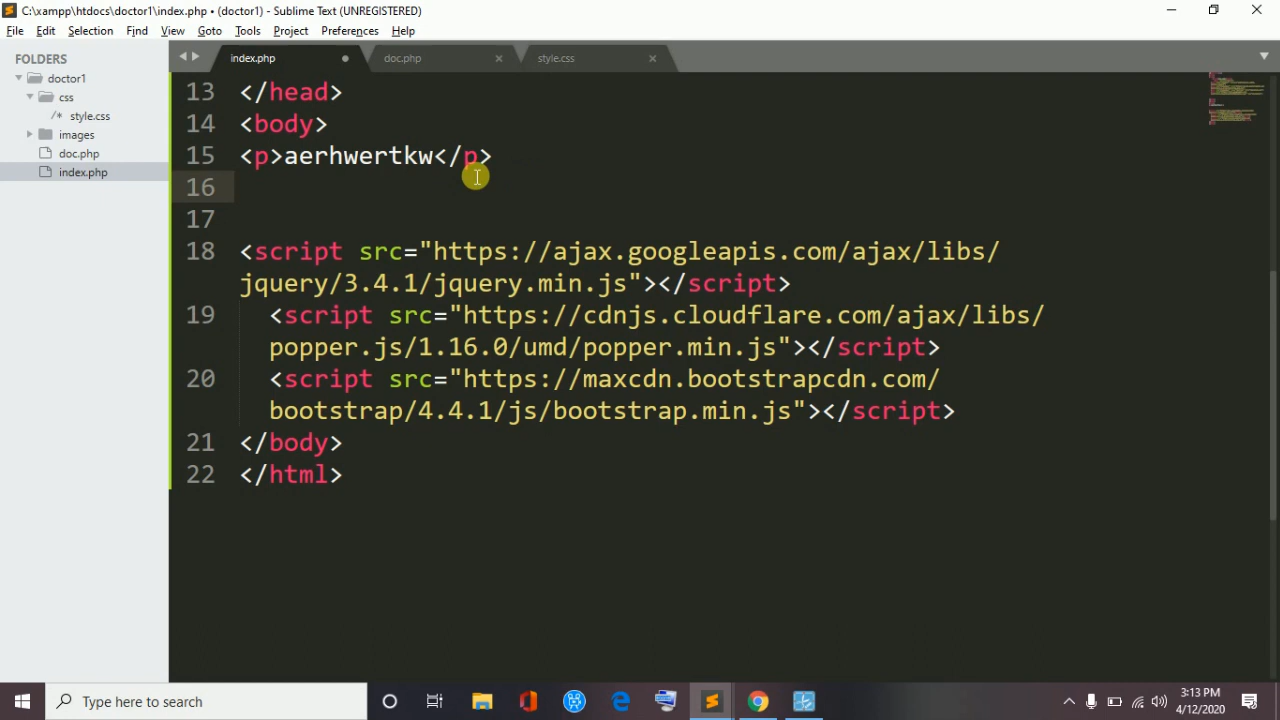 C:\xampp\htdocs\doctor1\index.php • (doctor1) - Sublime Text (UNREGISTERED)
File Edit Selection Find View Goto Tools Project Preferences Help
FOLDERS
doctor1
css
/* style.css
images
doc.php
index.php
index.php doc.php style.css
13 </head>
14 <body>
15 <p>aerhwertkw</p>
16
17
18 <script src="https://ajax.googleapis.com/ajax/libs/
jquery/3.4.1/jquery.min.js"></script>
19 <script src="https://cdnjs.cloudflare.com/ajax/libs/
popper.js/1.16.0/umd/popper.min.js"></script>
20 <script src="https://maxcdn.bootstrapcdn.com/
bootstrap/4.4.1/js/bootstrap.min.js"></script>
21 </body>
22 </html>
Type here to search
3:13 PM
4/12/2020